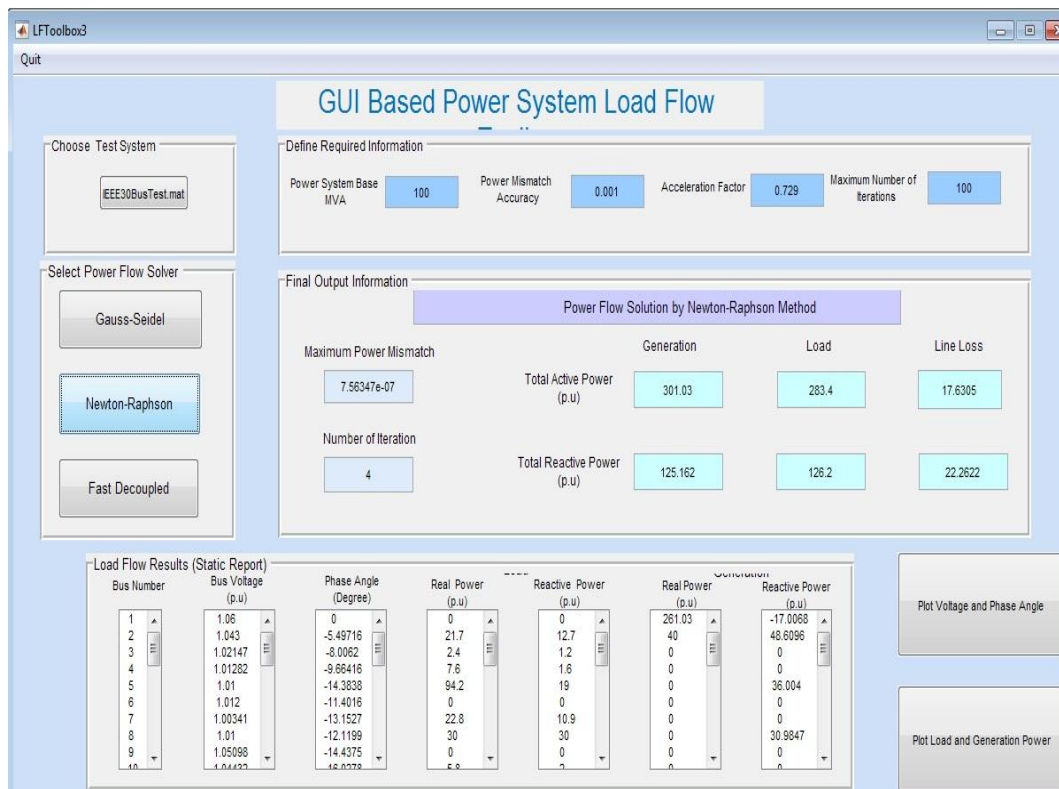 LFToolbox3
Quit
GUI Based Power System Load Flow
Choose Test System
IEEE30BusTest.mat
Define Required Information
Power System Base MVA
100
Power Mismatch Accuracy
0.001
Acceleration Factor
0.729
Maximum Number of Iterations
100
Select Power Flow Solver
Gauss-Seidel
Newton-Raphson
Fast Decoupled
Final Output Information
Power Flow Solution by Newton-Raphson Method
Generation Load Line Loss
Maximum Power Mismatch
7.56347e-07
Total Active Power (p.u)
301.03 283.4 17.6305
Number of Iteration
4
Total Reactive Power (p.u)
125.162 126.2 22.2622
Load Flow Results (Static Report)
Generation
Bus Number Bus Voltage (p.u) Phase Angle (Degree) Real Power (p.u) Reactive Power (p.u) Real Power (p.u) Reactive Power (p.u)
1 1.06 0 0 0 261.03 -17.0068
2 1.043 -5.49716 21.7 12.7 40 48.6096
3 1.02147 -8.0062 2.4 1.2 0 0
4 1.01282 -9.66416 7.6 1.6 0 0
5 1.01 -14.3838 94.2 19 0 36.004
6 1.012 -11.4016 0 0 0 0
7 1.00341 -13.1527 22.8 10.9 0 0
8 1.01 -12.1199 30 30 0 30.9847
9 1.05098 -14.4375 0 0 0 0
Plot Voltage and Phase Angle
Plot Load and Generation Power